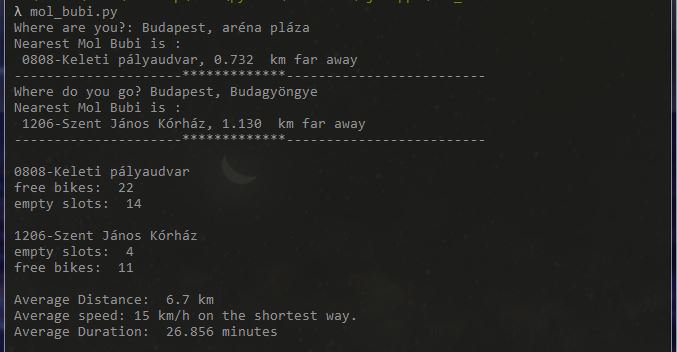 λ mol_bubi.py
Where are you?: Budapest, aréna pláza
Nearest Mol Bubi is :
 0808-Keleti pályaudvar, 0.732  km far away
---------------------*************-------------------------
Where do you go? Budapest, Budagyöngye
Nearest Mol Bubi is :
 1206-Szent János Kórház, 1.130  km far away
---------------------*************-------------------------
0808-Keleti pályaudvar
free bikes:  22
empty slots:  14
1206-Szent János Kórház
empty slots:  4
free bikes:  11
Average Distance:  6.7 km
Average speed: 15 km/h on the shortest way.
Average Duration:  26.856 minutes